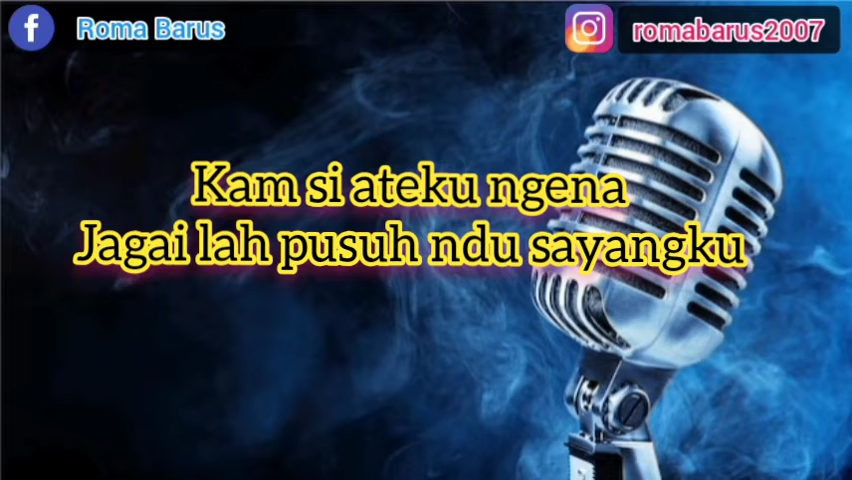 Roma Barus
romabarus2007
Kam si ateku ngena
Jagai lah pusuh ndu sayangku